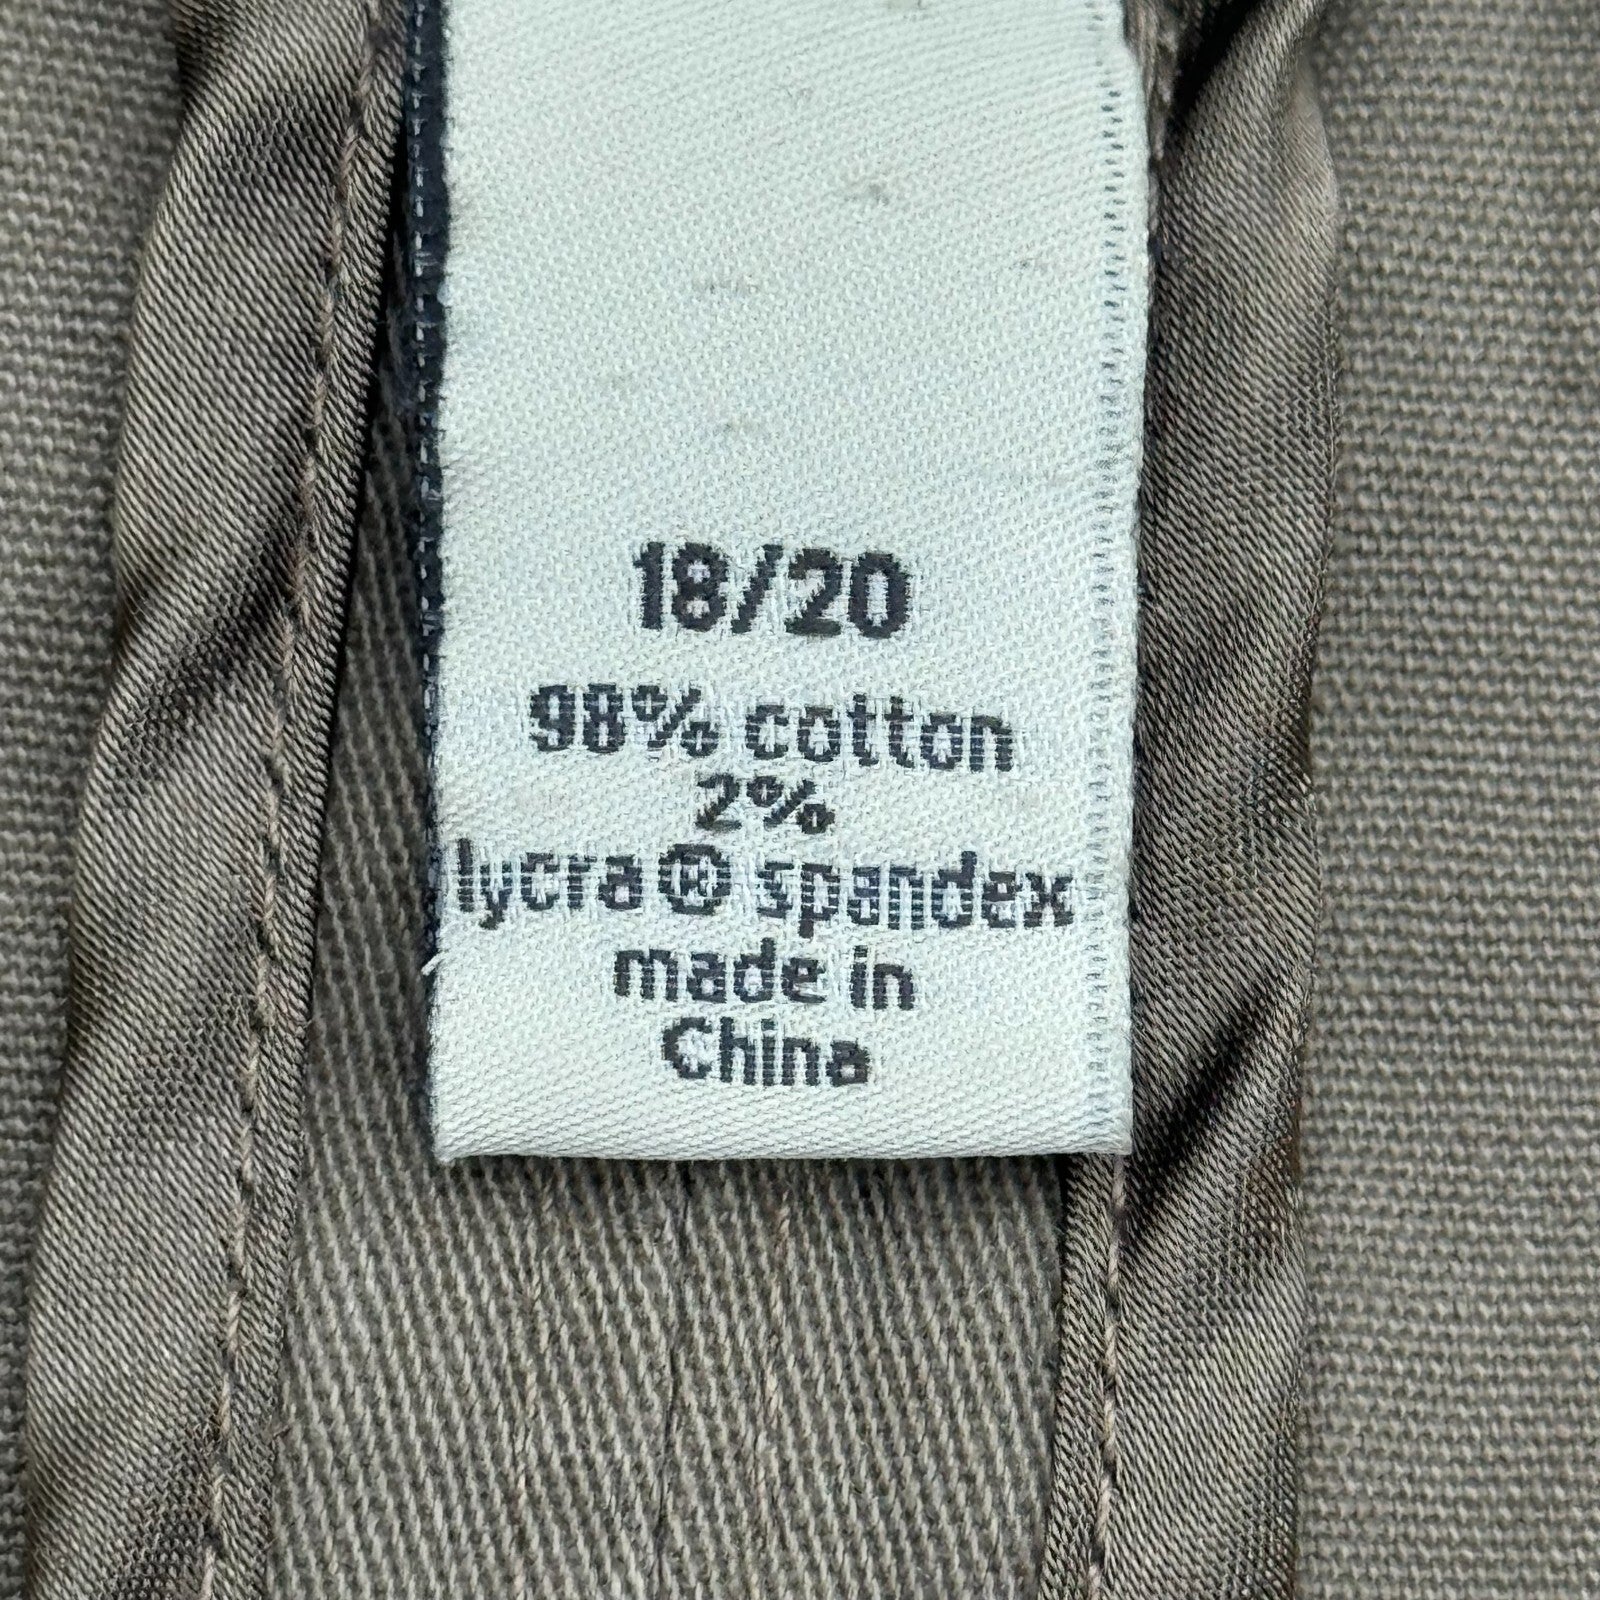 18/20
98% cotton
2%
lycra® spandex
made in
China